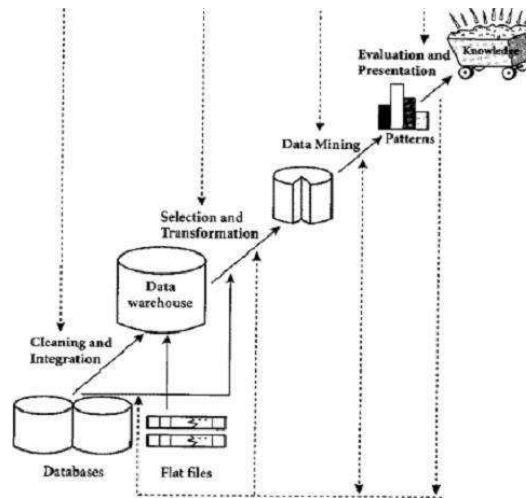 Evaluation and
Presentation
Knowledge
Data Mining
Patterns
Selection and
Transformation
Data
warehouse
Cleaning and
Integration
Databases
Flat files